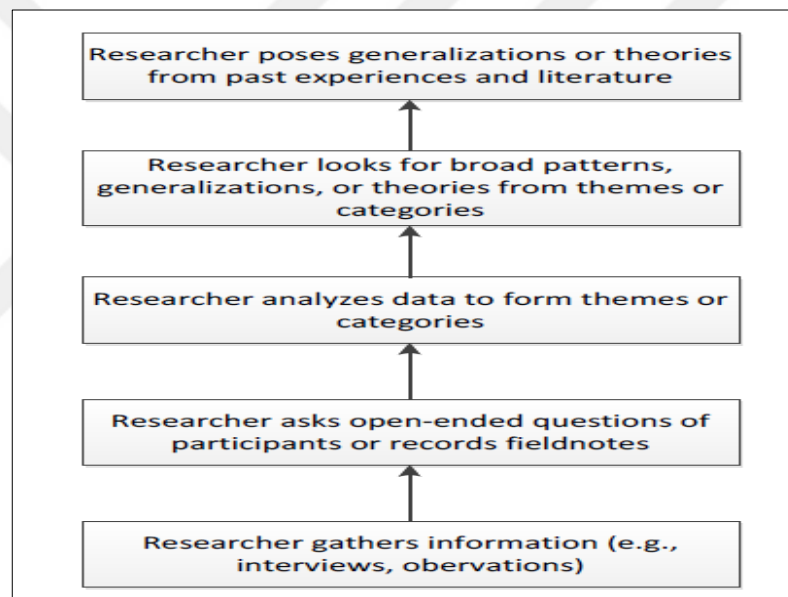 Researcher poses generalizations or theories
from past experiences and literature
Researcher looks for broad patterns,
generalizations, or theories from themes or
categories
Researcher analyzes data to form themes or
categories
Researcher asks open-ended questions of
participants or records fieldnotes
Researcher gathers information (e.g.,
interviews, obervations)